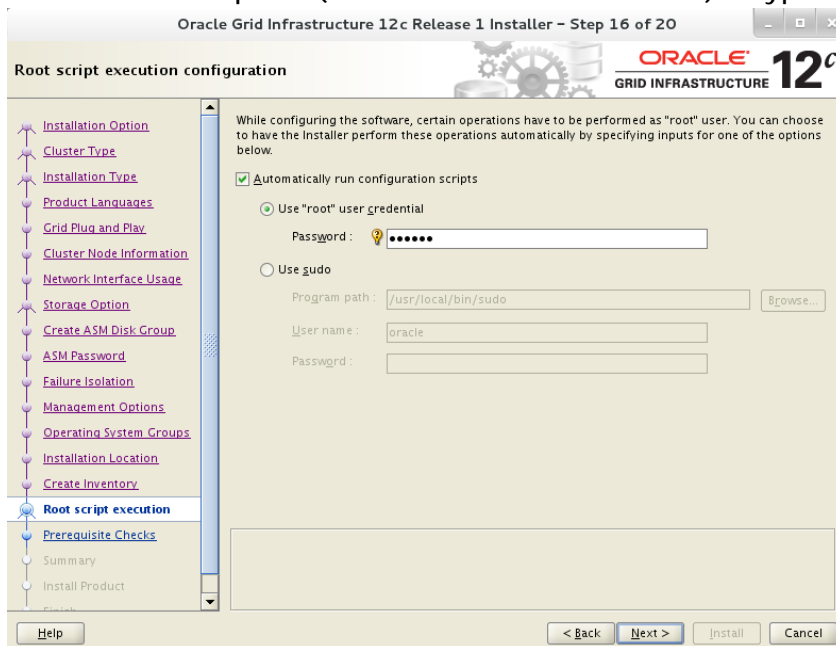 Oracle Grid Infrastructure 12c Release 1 Installer – Step 16 of 20
Root script execution configuration
ORACLE
GRID INFRASTRUCTURE
12c
Installation Option
Cluster Type
Installation Type
Product Languages
Grid Plug and Play
Cluster Node Information
Network Interface Usage
Storage Option
Create ASM Disk Group
ASM Password
Failure Isolation
Management Options
Operating System Groups
Installation Location
Create Inventory
Root script execution
Prerequisite Checks
Summary
Install Product
While configuring the software, certain operations have to be performed as "root" user. You can choose
to have the Installer perform these operations automatically by specifying inputs for one of the options
below.
Automatically run configuration scripts
Use "root" user credential
Password : ••••••
Use sudo
Program path : /usr/local/bin/sudo Browse...
User name : oracle
Password :
Help
< Back Next > Install Cancel